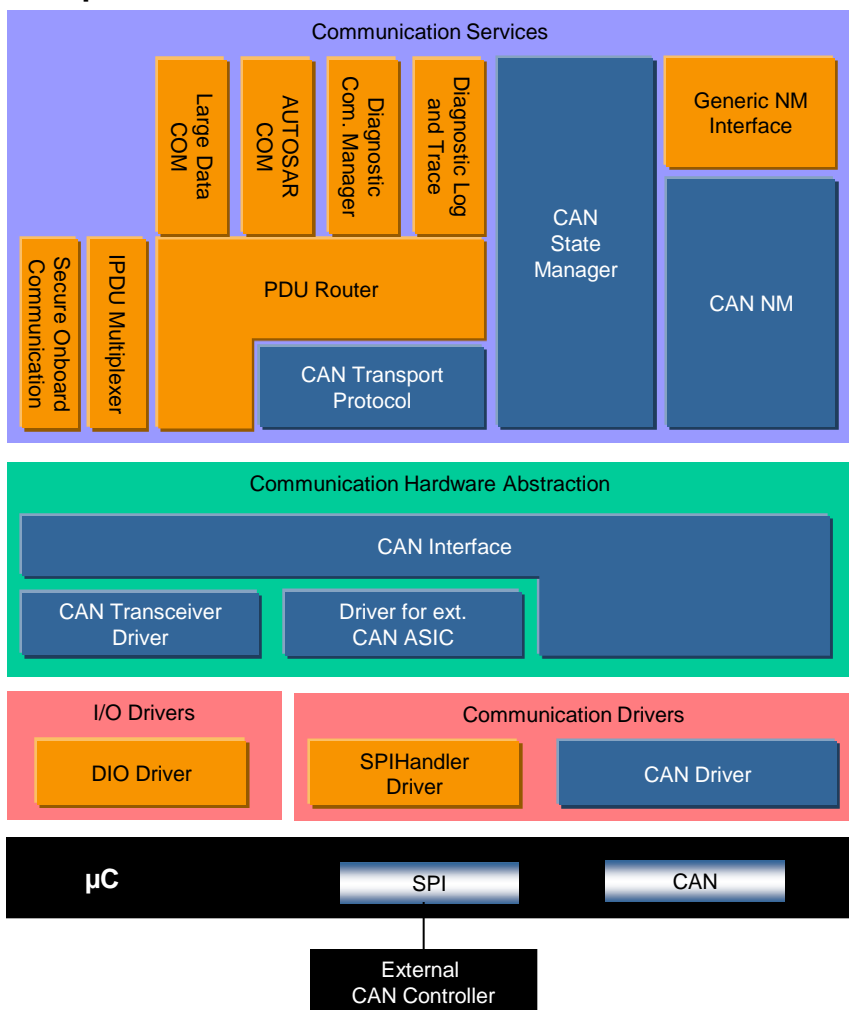 Communication Services
Large Data
COM
AUTOSAR
COM
Diagnostic
Com. Manager
Diagnostic Log
and Trace
CAN
State
Manager
Generic NM
Interface
Secure Onboard
Communication
IPDU Multiplexer
PDU Router
CAN NM
CAN Transport
Protocol
Communication Hardware Abstraction
CAN Interface
CAN Transceiver
Driver
Driver for ext.
CAN ASIC
I/O Drivers
Communication Drivers
DIO Driver
SPIHandler
Driver
CAN Driver
µC
SPI
CAN
External
CAN Controller